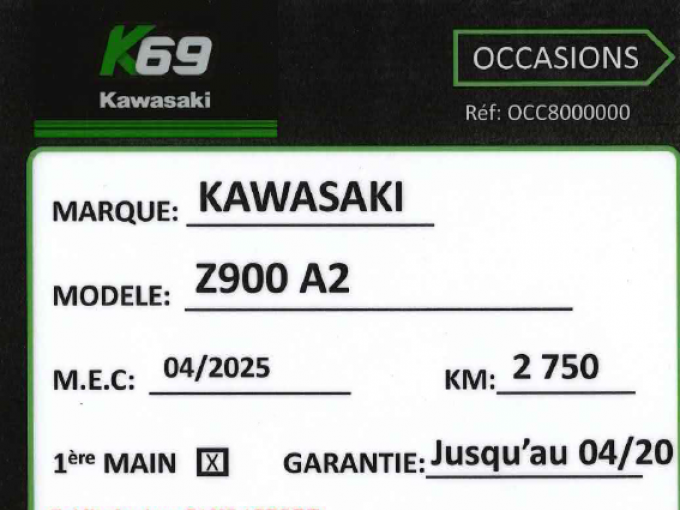 K69
Kawasaki
OCCASIONS
Réf: OCC8000000
MARQUE: KAWASAKI
MODELE: Z900 A2
M.E.C: 04/2025 KM: 2 750
1ère MAIN X GARANTIE: Jusqu'au 04/20